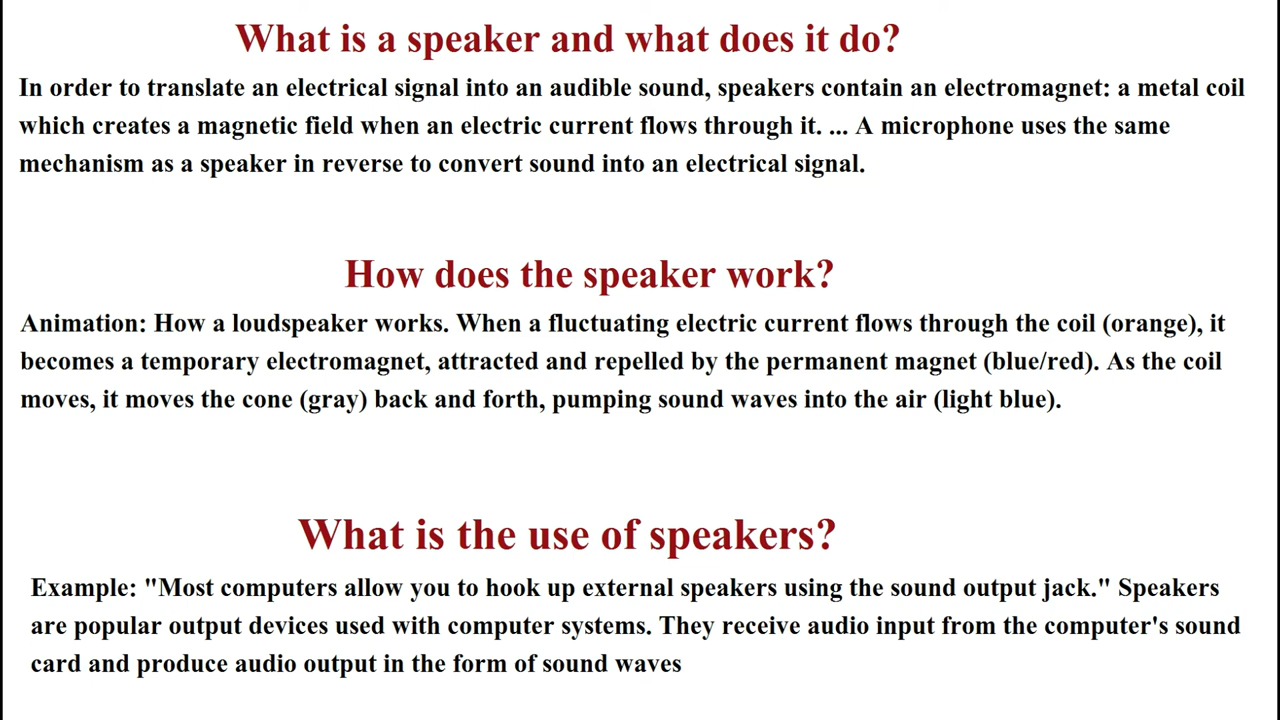 What is a speaker and what does it do?
In order to translate an electrical signal into an audible sound, speakers contain an electromagnet: a metal coil
which creates a magnetic field when an electric current flows through it. ... A microphone uses the same
mechanism as a speaker in reverse to convert sound into an electrical signal.
How does the speaker work?
Animation: How a loudspeaker works. When a fluctuating electric current flows through the coil (orange), it
becomes a temporary electromagnet, attracted and repelled by the permanent magnet (blue/red). As the coil
moves, it moves the cone (gray) back and forth, pumping sound waves into the air (light blue).
What is the use of speakers?
Example: "Most computers allow you to hook up external speakers using the sound output jack." Speakers
are popular output devices used with computer systems. They receive audio input from the computer's sound
card and produce audio output in the form of sound waves